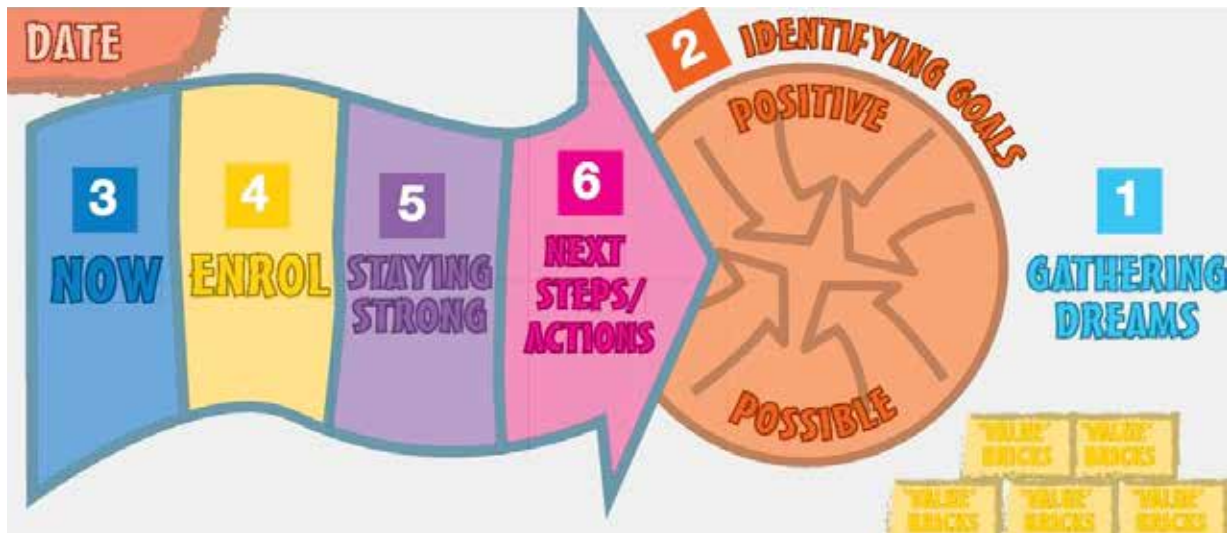 DATE
3
NOW
4
ENROL
5
STAYING
STRONG
6
NEXT
STEPS/
ACTIONS
2
IDENTIFYING GOALS
POSITIVE
POSSIBLE
1
GATHERING
DREAMS
'VALUE'
BRICKS
'VALUE'
BRICKS
'VALUE'
BRICKS
'VALUE'
BRICKS
'VALUE'
BRICKS